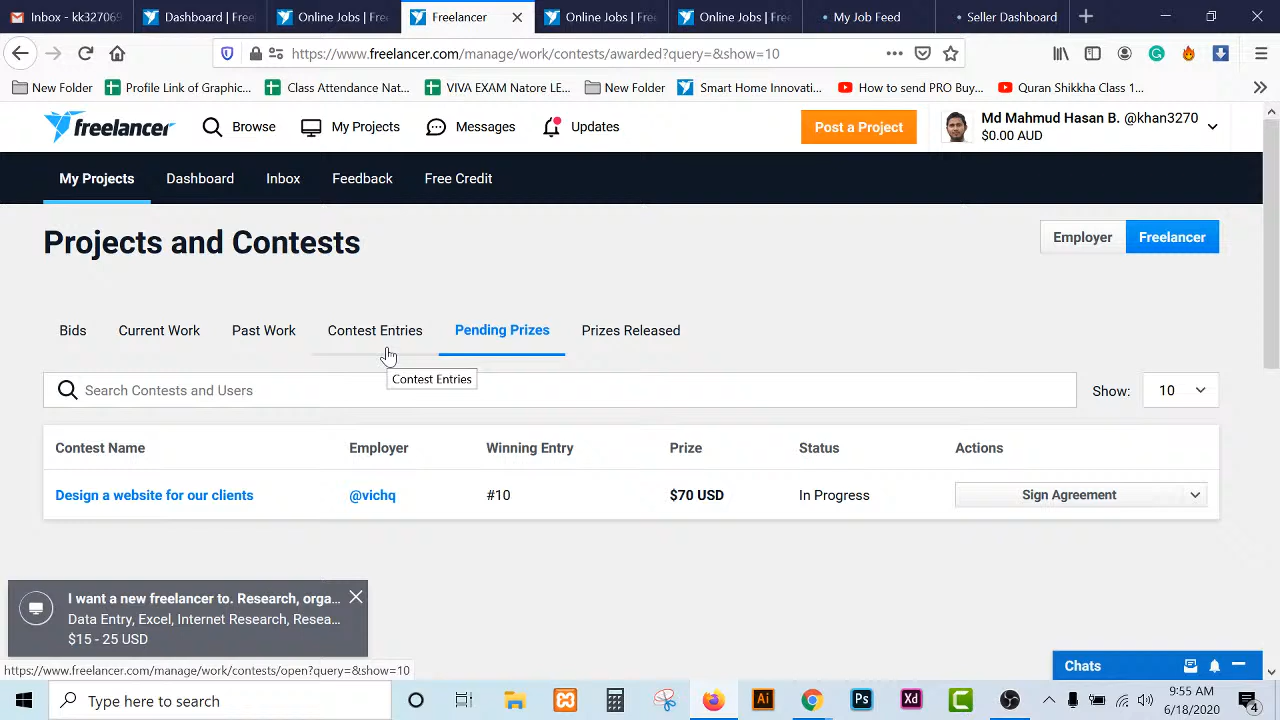 Inbox - kk327069
Dashboard | Freel
Online Jobs | Free
Freelancer
Online Jobs | Free
Online Jobs | Free
My Job Feed
Seller Dashboard
https://www.freelancer.com/manage/work/contests/awarded?query=&show=10
New Folder
Profile Link of Graphic...
Class Attendance Nat...
VIVA EXAM Natore LE...
New Folder
Smart Home Innovati...
How to send PRO Buy...
Quran Shikkha Class 1...
freelancer
Browse
My Projects
Messages
Updates
Post a Project
Md Mahmud Hasan B. @khan3270
$0.00 AUD
My Projects
Dashboard
Inbox
Feedback
Free Credit
Projects and Contests
Employer
Freelancer
Bids
Current Work
Past Work
Contest Entries
Pending Prizes
Prizes Released
Contest Entries
Search Contests and Users
Show:
10
Contest Name
Employer
Winning Entry
Prize
Status
Actions
Design a website for our clients
@vichq
#10
$70 USD
In Progress
Sign Agreement
I want a new freelancer to. Research, orga...
Data Entry, Excel, Internet Research, Resea...
$15 - 25 USD
https://www.freelancer.com/manage/work/contests/open?query=&show=10
Chats
Type here to search
Ai
Ps
Xd
9:55 AM
6/18/2020
4